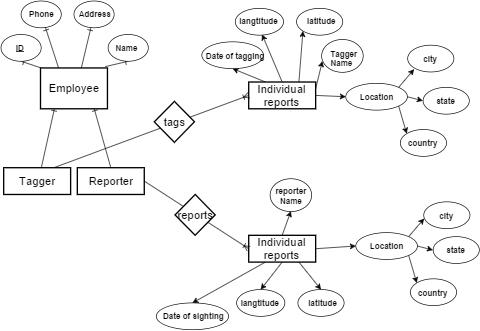 Phone
Address
ID
Name
Employee
langtitude
latitude
Date of tagging
Tagger
Name
Individual
reports
Location
city
state
country
tags
Tagger
Reporter
reports
reporter
Name
Individual
reports
Location
city
state
country
Date of sighting
langtitude
latitude